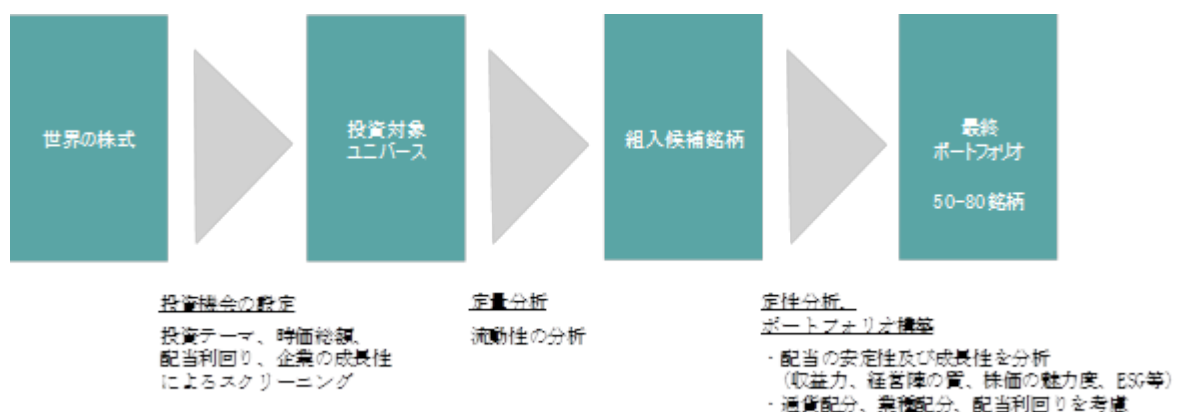 世界の株式
投資対象
ユニバース
組入候補銘柄
最終
ポートフォリオ
50-80銘柄
投資機会の設定
投資テーマ、時価総額、
配当利回り、企業の成長性
によるスクリーニング
定量分析
流動性の分析
定性分析、
ポートフォリオ構築
・配当の安定性及び成長性を分析
（収益力、経営陣の質、株価の魅力度、ESG等）
・通貨配分、業種配分、配当利回りを考慮